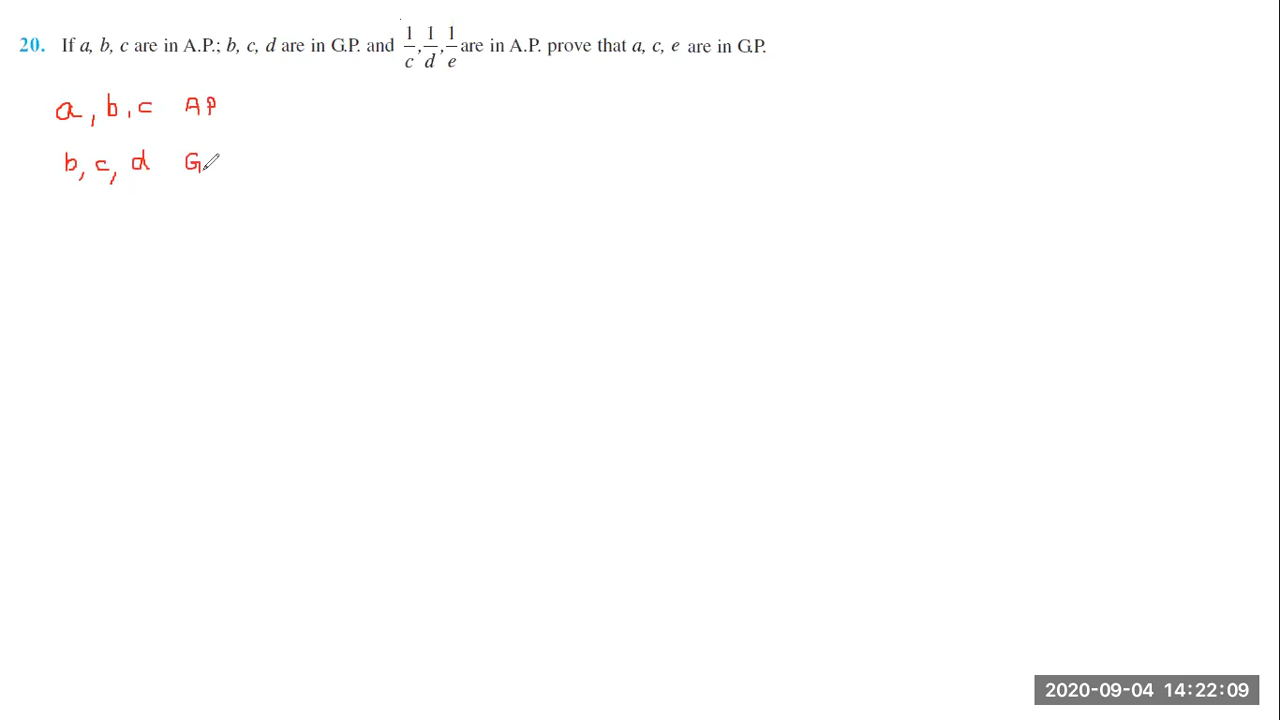 20. If a, b, c are in A.P.; b, c, d are in G.P. and 1/c, 1/d, 1/e are in A.P. prove that a, c, e are in G.P.
a, b, c AP
b, c, d G
2020-09-04 14:22:09